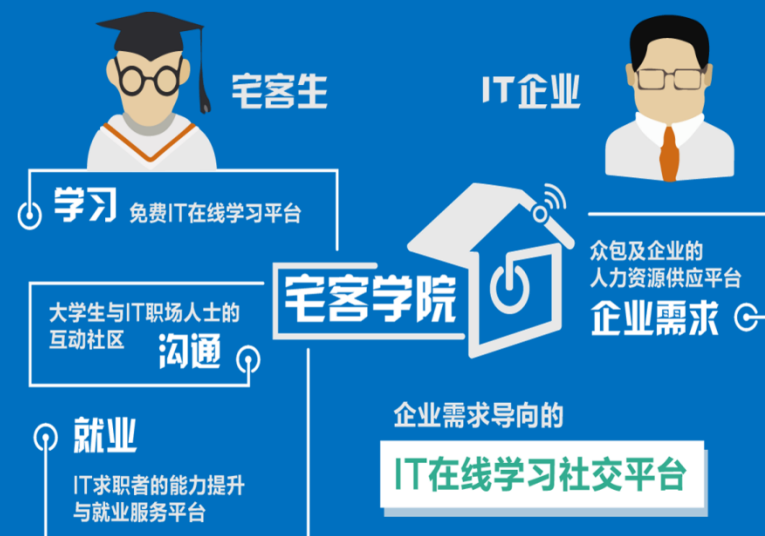 宅客生
IT企业
学习 免费IT在线学习平台
众包及企业的
人力资源供应平台
企业需求
宅客学院
大学生与IT职场人士的
互动社区 沟通
就业
IT求职者的能力提升
与就业服务平台
企业需求导向的
IT在线学习社交平台